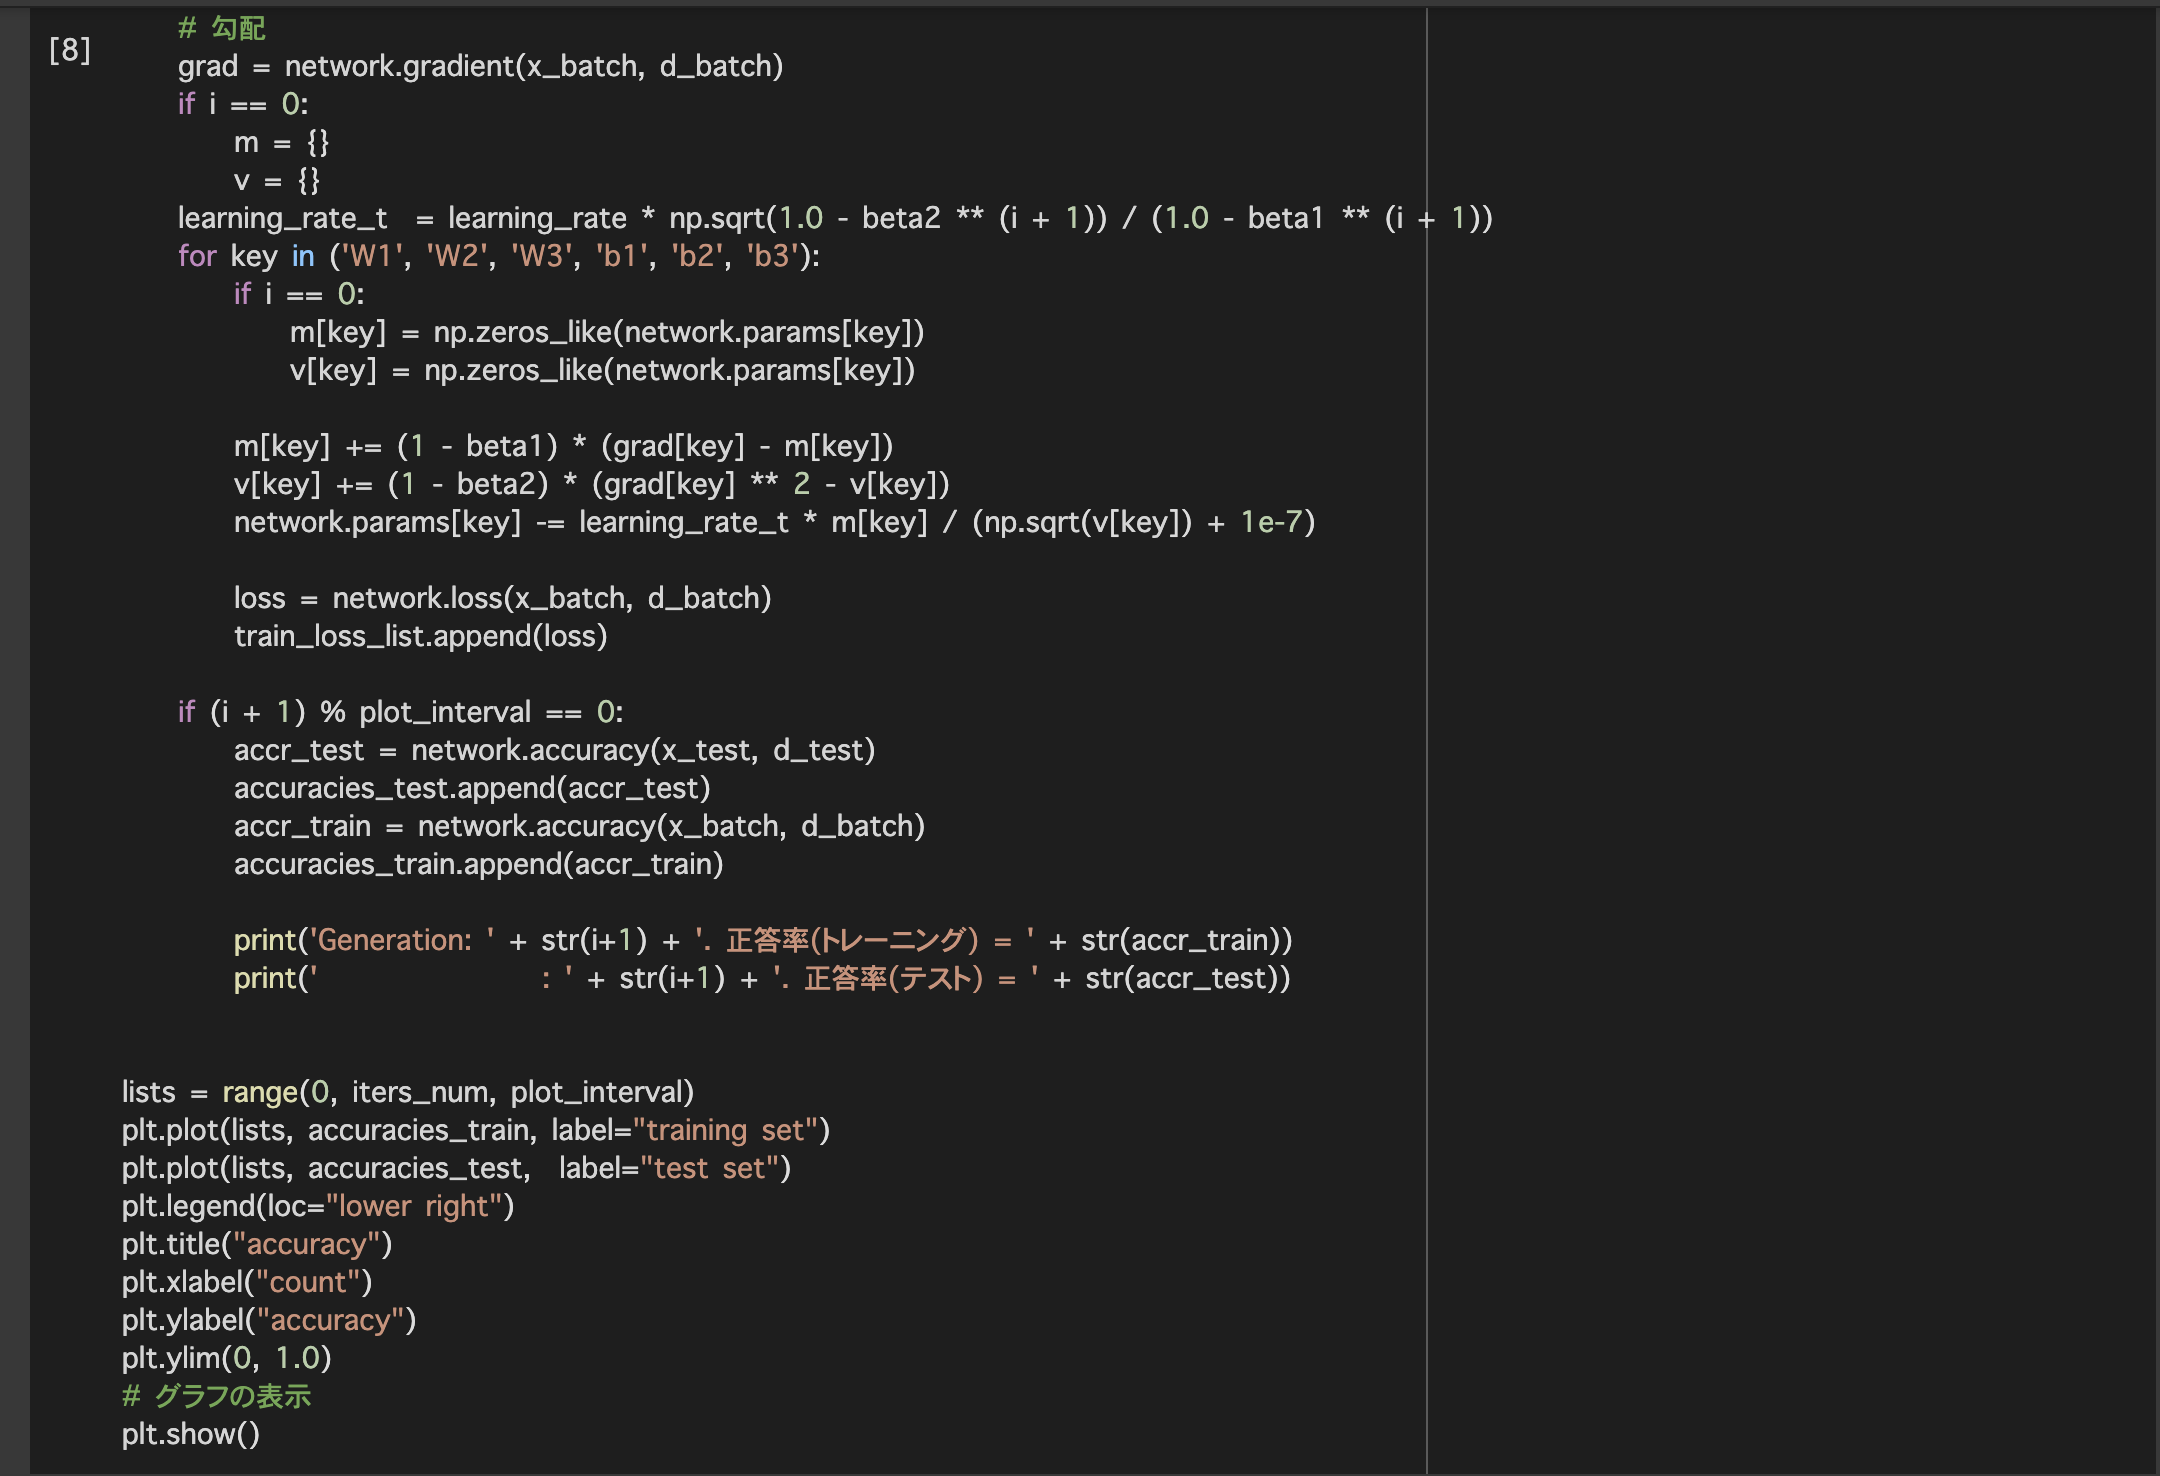 # 勾配
[8]
grad = network.gradient(x_batch, d_batch)
if i == 0:
m = {}
v = {}
learning_rate_t  = learning_rate * np.sqrt(1.0 - beta2 ** (i + 1)) / (1.0 - beta1 ** (i + 1))
for key in ('W1', 'W2', 'W3', 'b1', 'b2', 'b3'):
if i == 0:
m[key] = np.zeros_like(network.params[key])
v[key] = np.zeros_like(network.params[key])
m[key] += (1 - beta1) * (grad[key] - m[key])
v[key] += (1 - beta2) * (grad[key] ** 2 - v[key])
network.params[key] -= learning_rate_t * m[key] / (np.sqrt(v[key]) + 1e-7)
loss = network.loss(x_batch, d_batch)
train_loss_list.append(loss)
if (i + 1) % plot_interval == 0:
accr_test = network.accuracy(x_test, d_test)
accuracies_test.append(accr_test)
accr_train = network.accuracy(x_batch, d_batch)
accuracies_train.append(accr_train)
print('Generation: ' + str(i+1) + '. 正答率(トレーニング) = ' + str(accr_train))
print('                : ' + str(i+1) + '. 正答率(テスト) = ' + str(accr_test))
lists = range(0, iters_num, plot_interval)
plt.plot(lists, accuracies_train, label="training set")
plt.plot(lists, accuracies_test,  label="test set")
plt.legend(loc="lower right")
plt.title("accuracy")
plt.xlabel("count")
plt.ylabel("accuracy")
plt.ylim(0, 1.0)
# グラフの表示
plt.show()